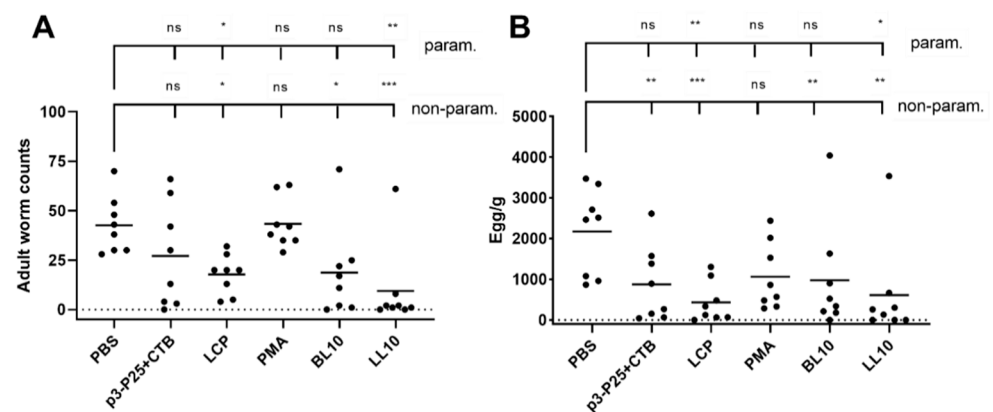 A
ns * ns ns **
param.
ns * ns * ***
non-param.
100
75
50
25
0
Adult worm counts
PBS
p3-P25+CTB
LCP
PMA
BL10
LL10
B
ns ** ns ns *
param.
** *** ns ** **
non-param.
5000
4000
3000
2000
1000
0
Egg/g
PBS
p3-P25+CTB
LCP
PMA
BL10
LL10